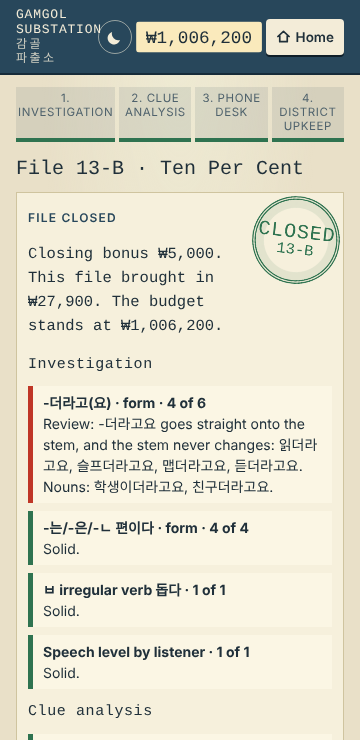 GAMGOL
SUBSTATION
감골
파출소
₩1,006,200
Home
1.
INVESTIGATION
2. CLUE
ANALYSIS
3. PHONE
DESK
4.
DISTRICT
UPKEEP
File 13-B · Ten Per Cent
FILE CLOSED
CLOSED
13-B
Closing bonus ₩5,000.
This file brought in
₩27,900. The budget
stands at ₩1,006,200.
Investigation
-더라고(요) · form · 4 of 6
Review: -더라고요 goes straight onto the
stem, and the stem never changes: 읽더라
고요, 슬프더라고요, 맵더라고요, 듣더라고요.
Nouns: 학생이더라고요, 친구더라고요.
-는/-은/-ㄴ 편이다 · form · 4 of 4
Solid.
ㅂ irregular verb 돕다 · 1 of 1
Solid.
Speech level by listener · 1 of 1
Solid.
Clue analysis